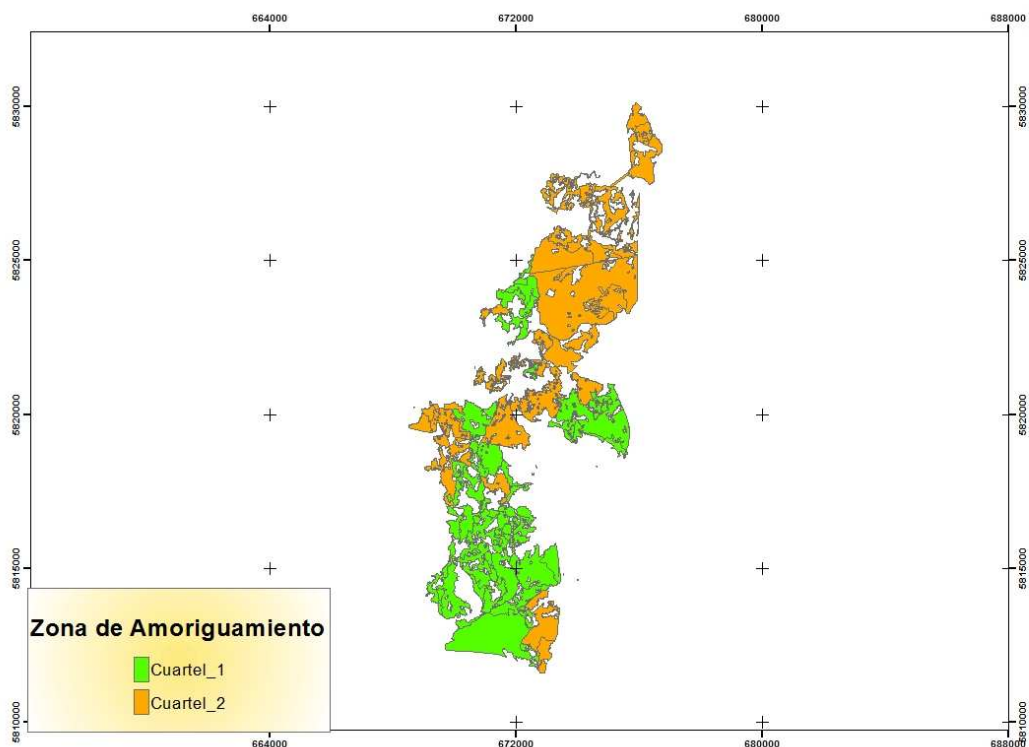 664000 672000 680000 688000
5830000 5830000
5825000 5825000
5820000 5820000
5815000 5815000
Zona de Amoriguamiento
Cuartel_1
Cuartel_2
5810000 5810000
664000 672000 680000 688000